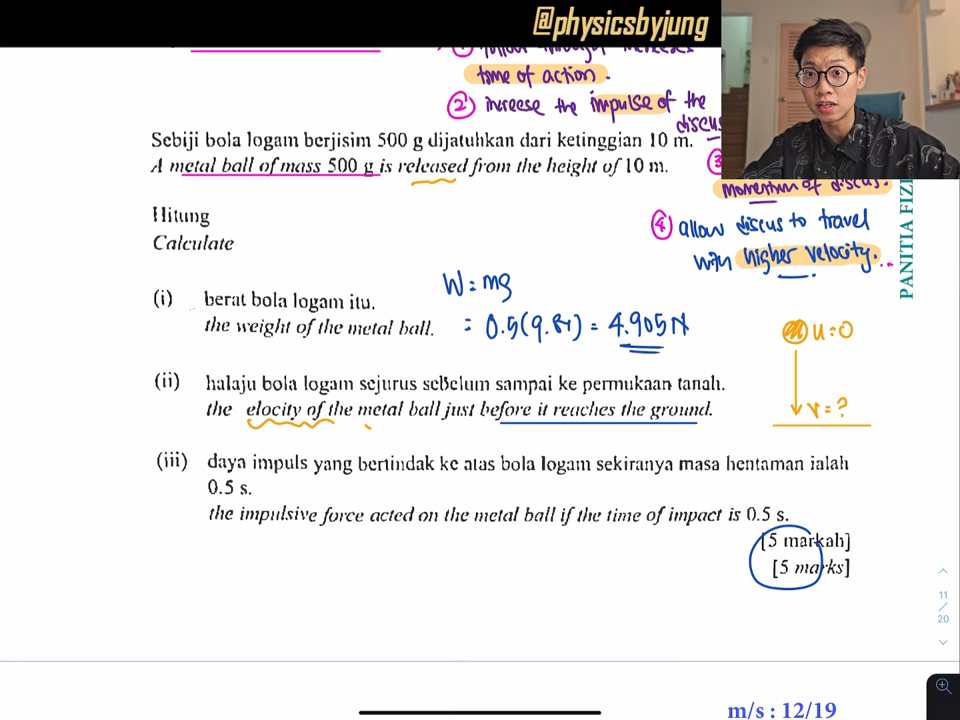 @physicsbyjung
① follow through increases
time of action.
② increase the impulse of the
discus
③
momentum of discus.
④ allow discus to travel
with higher velocity.
Sebiji bola logam berjisim 500 g dijatuhkan dari ketinggian 10 m.
A metal ball of mass 500 g is released from the height of 10 m.
Hitung
Calculate
(i) berat bola logam itu.
the weight of the metal ball.
W = mg
= 0.5(9.81) = 4.905 N
u = 0
v = ?
(ii) halaju bola logam sejurus sebelum sampai ke permukaan tanah.
the elocity of the metal ball just before it reaches the ground.
(iii) daya impuls yang bertindak ke atas bola logam sekiranya masa hentaman ialah
0.5 s.
the impulsive force acted on the metal ball if the time of impact is 0.5 s.
[5 markah]
[5 marks]
PANITIA FIZI
11
/
20
m/s : 12/19